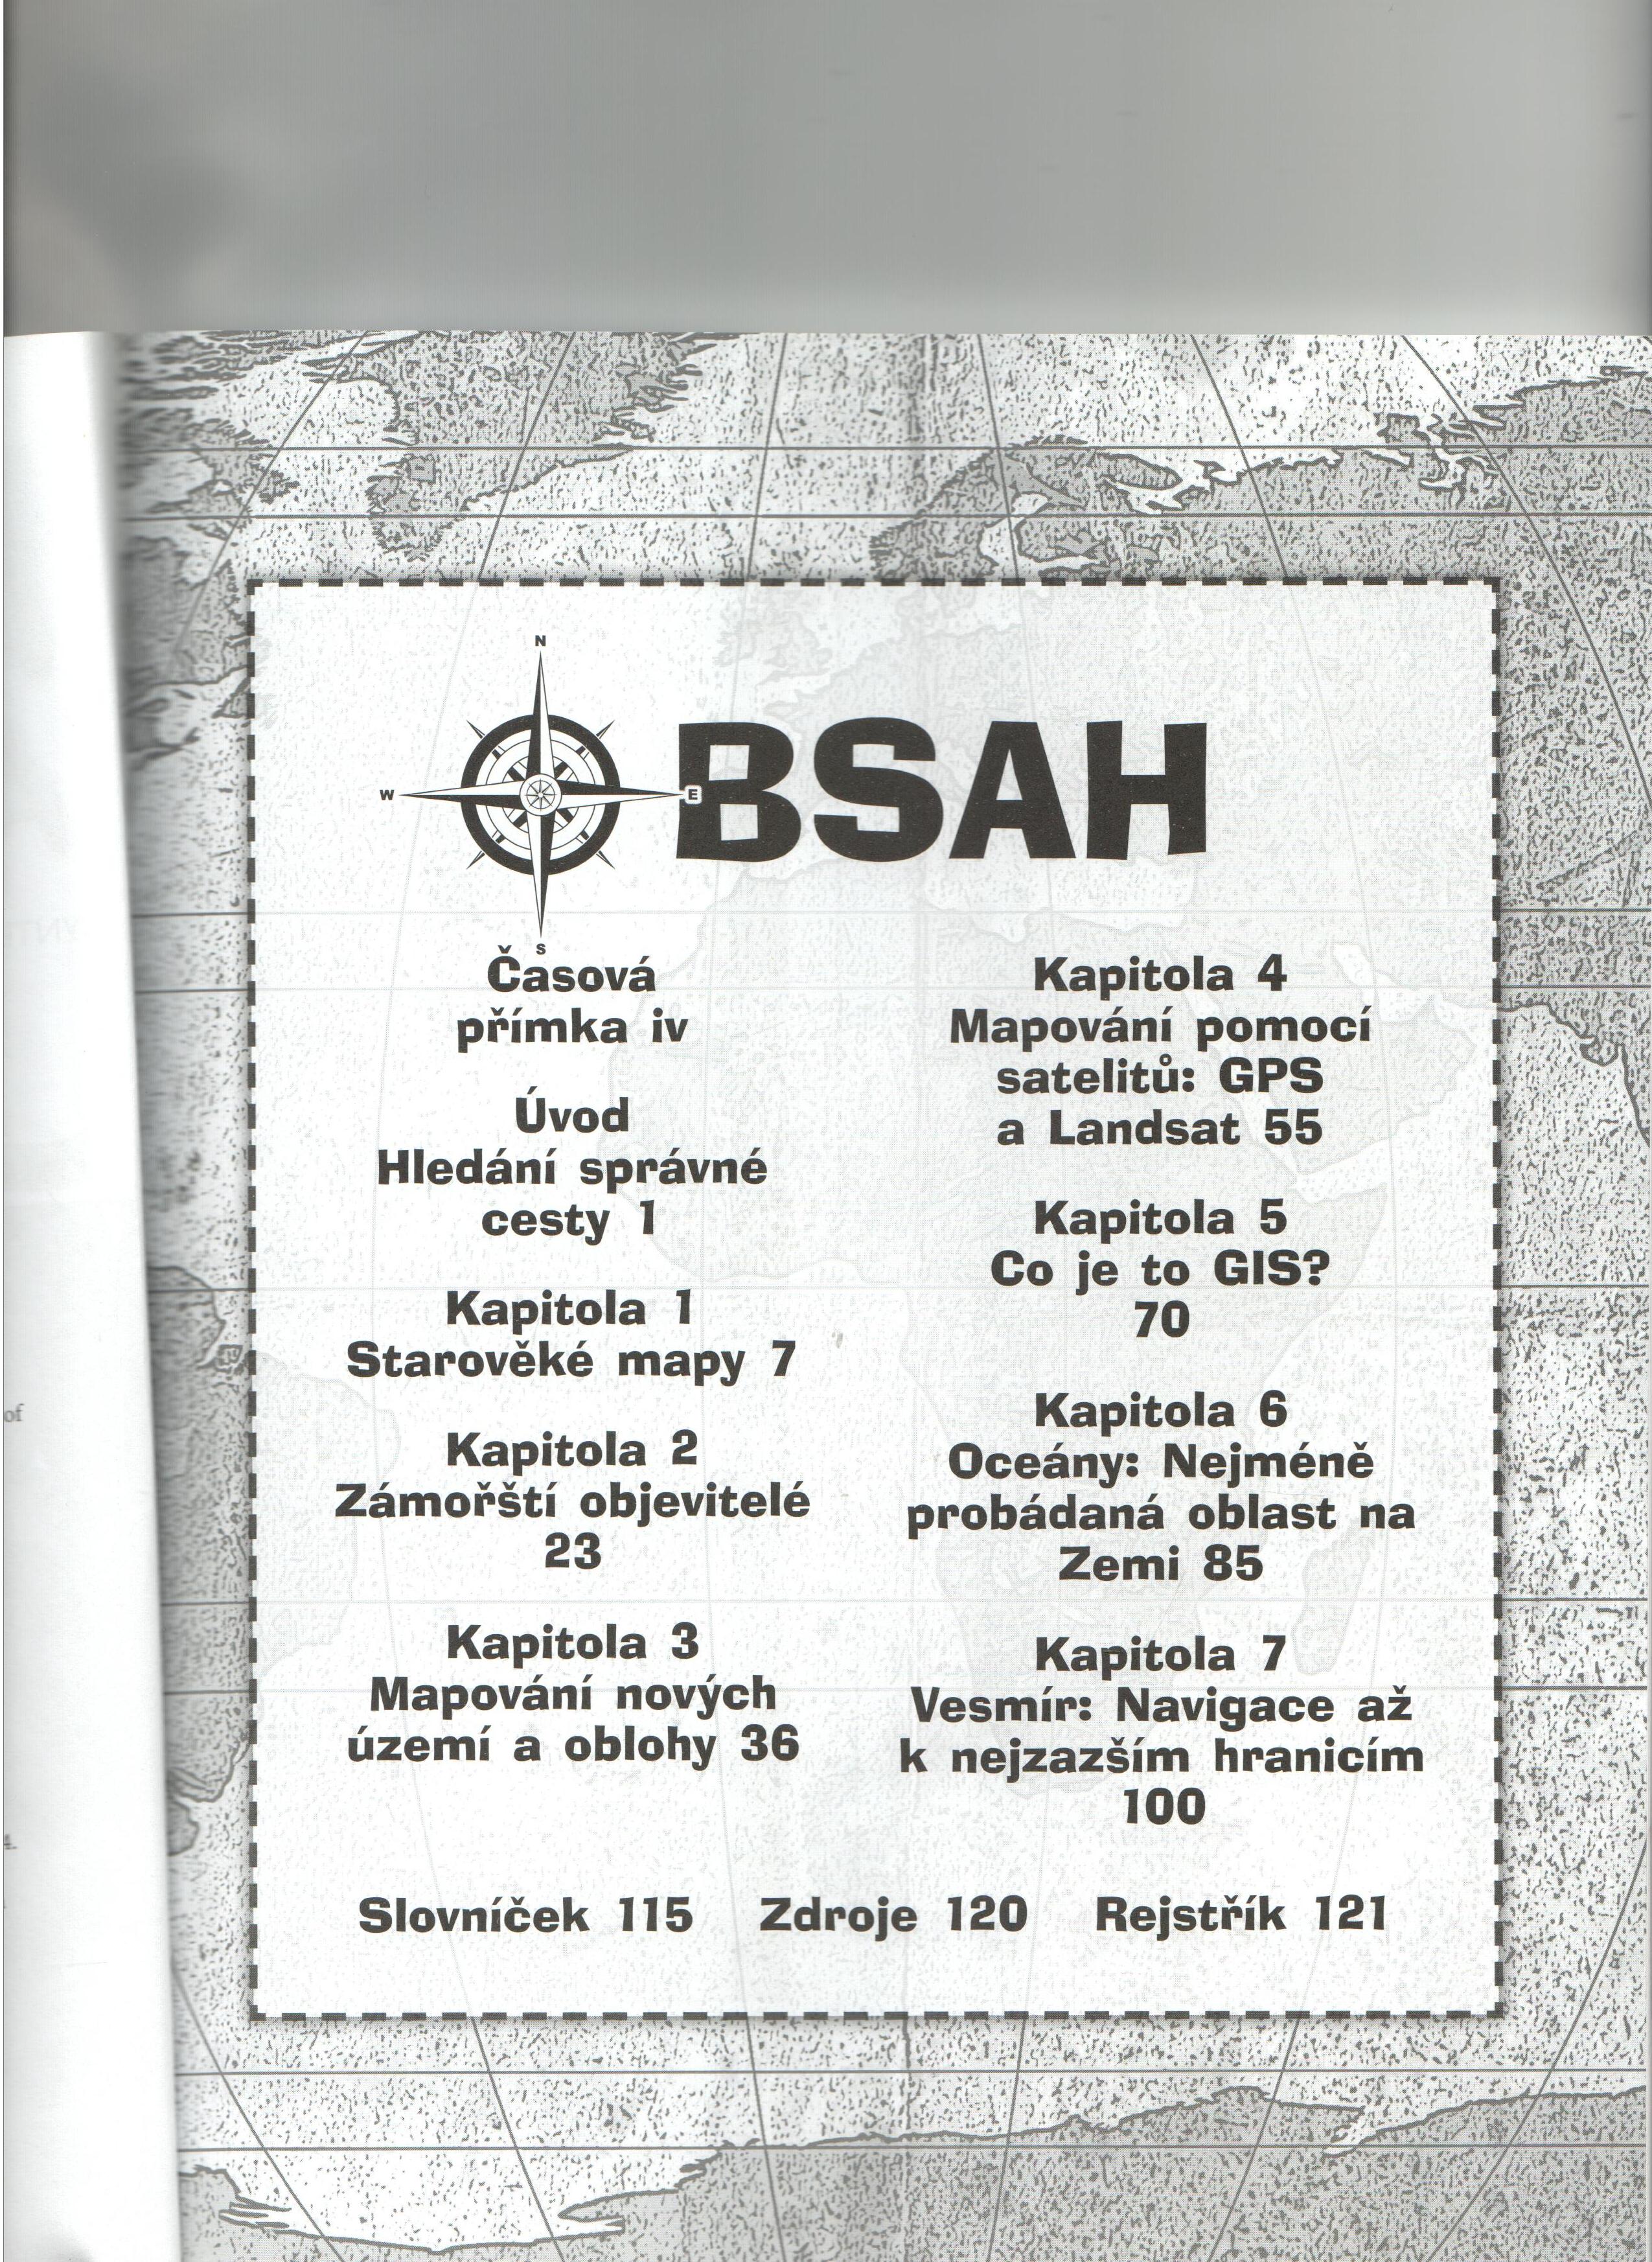 N
W
E
S
BSAH
Časová
přímka iv
Úvod
Hledání správné
cesty 1
Kapitola 1
Starověké mapy 7
Kapitola 2
Zámořští objevitelé
23
Kapitola 3
Mapování nových
území a oblohy 36
Kapitola 4
Mapování pomocí
satelitů: GPS
a Landsat 55
Kapitola 5
Co je to GIS?
70
Kapitola 6
Oceány: Nejméně
probádaná oblast na
Zemi 85
Kapitola 7
Vesmír: Navigace až
k nejzazším hranicím
100
Slovníček 115 Zdroje 120 Rejstřík 121
of
4.